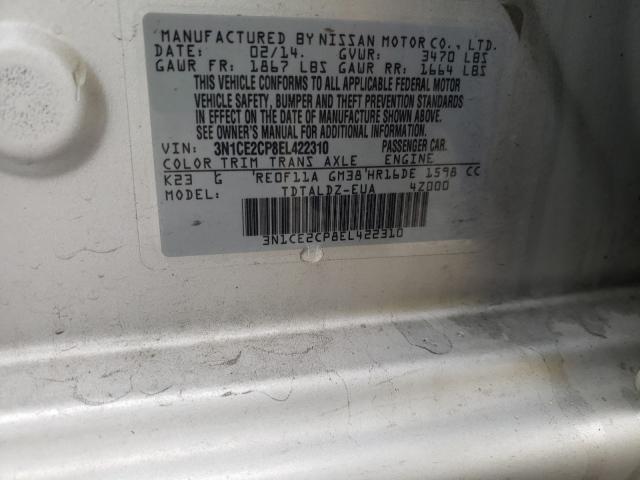 MANUFACTURED BY NISSAN MOTOR CO., LTD.
DATE: 02/14. GVWR: 3470 LBS
GAWR FR: 1867 LBS GAWR RR: 1664 LBS
THIS VEHICLE CONFORMS TO ALL APPLICABLE FEDERAL MOTOR
VEHICLE SAFETY, BUMPER AND THEFT PREVENTION STANDARDS
IN EFFECT ON THE DATE OF MANUFACTURE SHOWN ABOVE.
SEE OWNER'S MANUAL FOR ADDITIONAL INFORMATION.
VIN: 3N1CE2CP8EL422310 PASSENGER CAR.
COLOR TRIM TRANS AXLE ENGINE
K23 G RE0F11A GM38 HR16DE 1598 CC
MODEL: TDTALDZ-EUA 4Z000
3N1CE2CP8EL422310